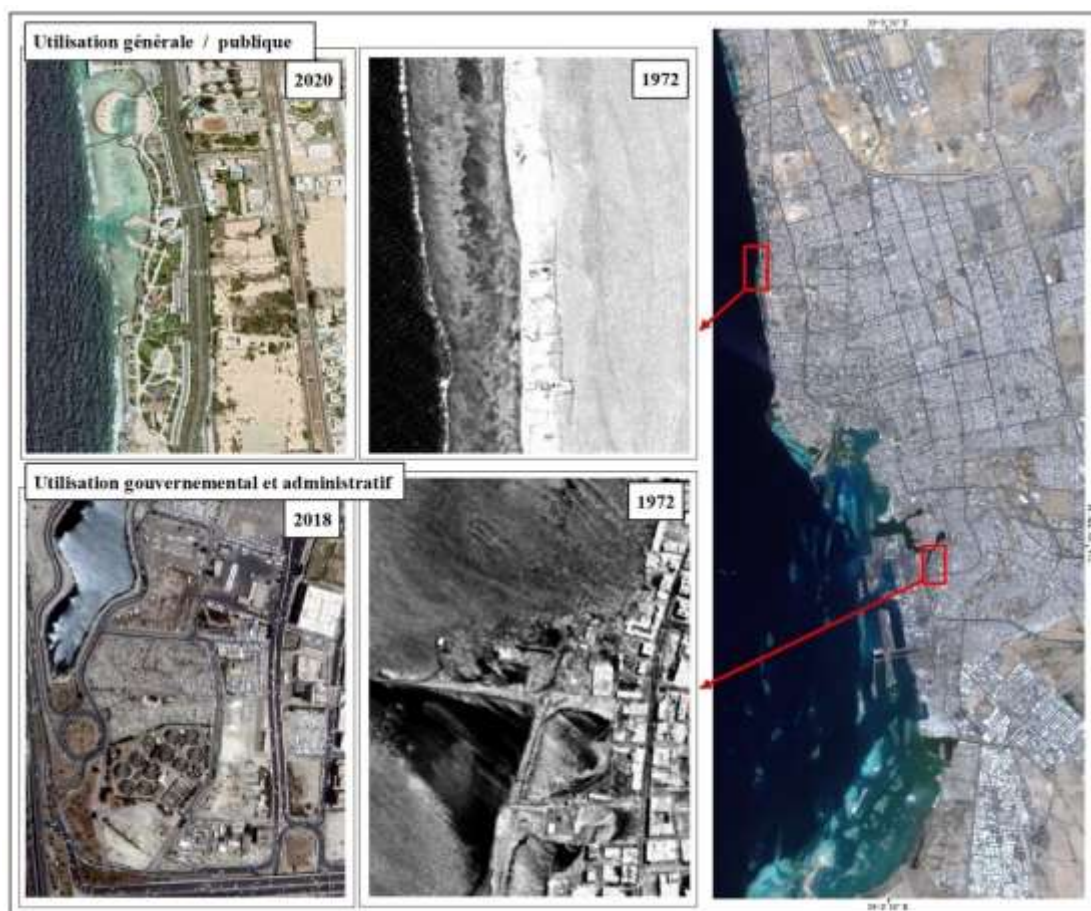 Utilisation générale / publique
2020
1972
Utilisation gouvernemental et administratif
2018
1972